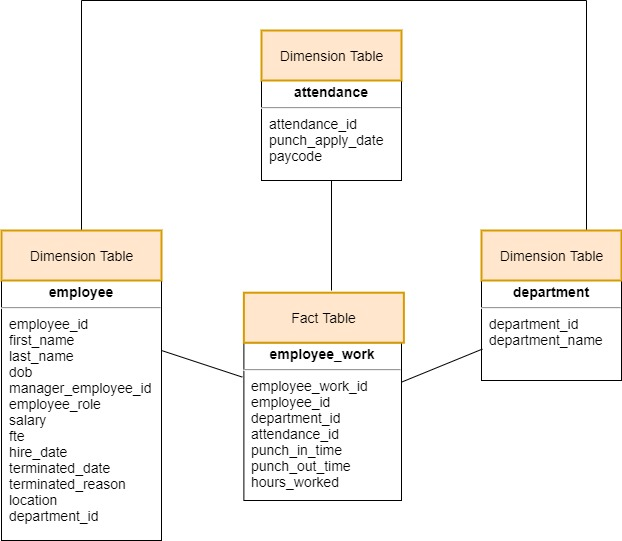 Dimension Table
attendance
attendance_id
punch_apply_date
paycode
Dimension Table
employee
employee_id
first_name
last_name
dob
manager_employee_id
employee_role
salary
fte
hire_date
terminated_date
terminated_reason
location
department_id
Fact Table
employee_work
employee_work_id
employee_id
department_id
attendance_id
punch_in_time
punch_out_time
hours_worked
Dimension Table
department
department_id
department_name